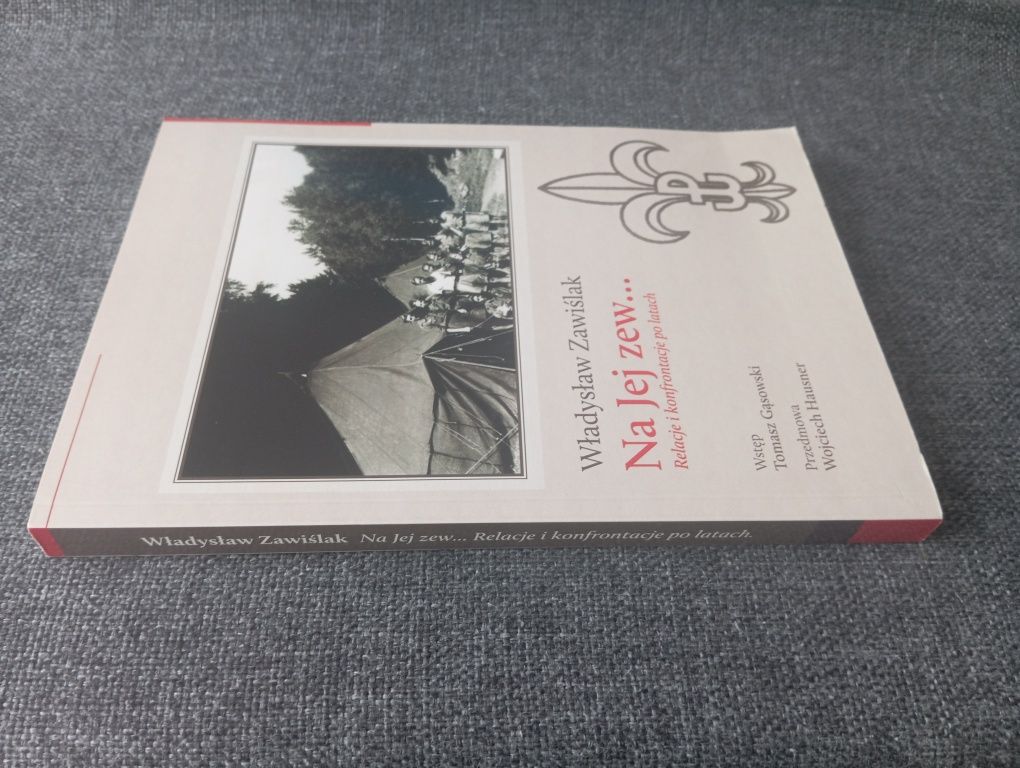 Władysław Zawiślak
Na Jej zew...
Relacje i konfrontacje po latach
Wstęp
Tomasz Gąsowski
Przedmowa
Wojciech Hausner
Władysław Zawiślak Na Jej zew... Relacje i konfrontacje po latach.